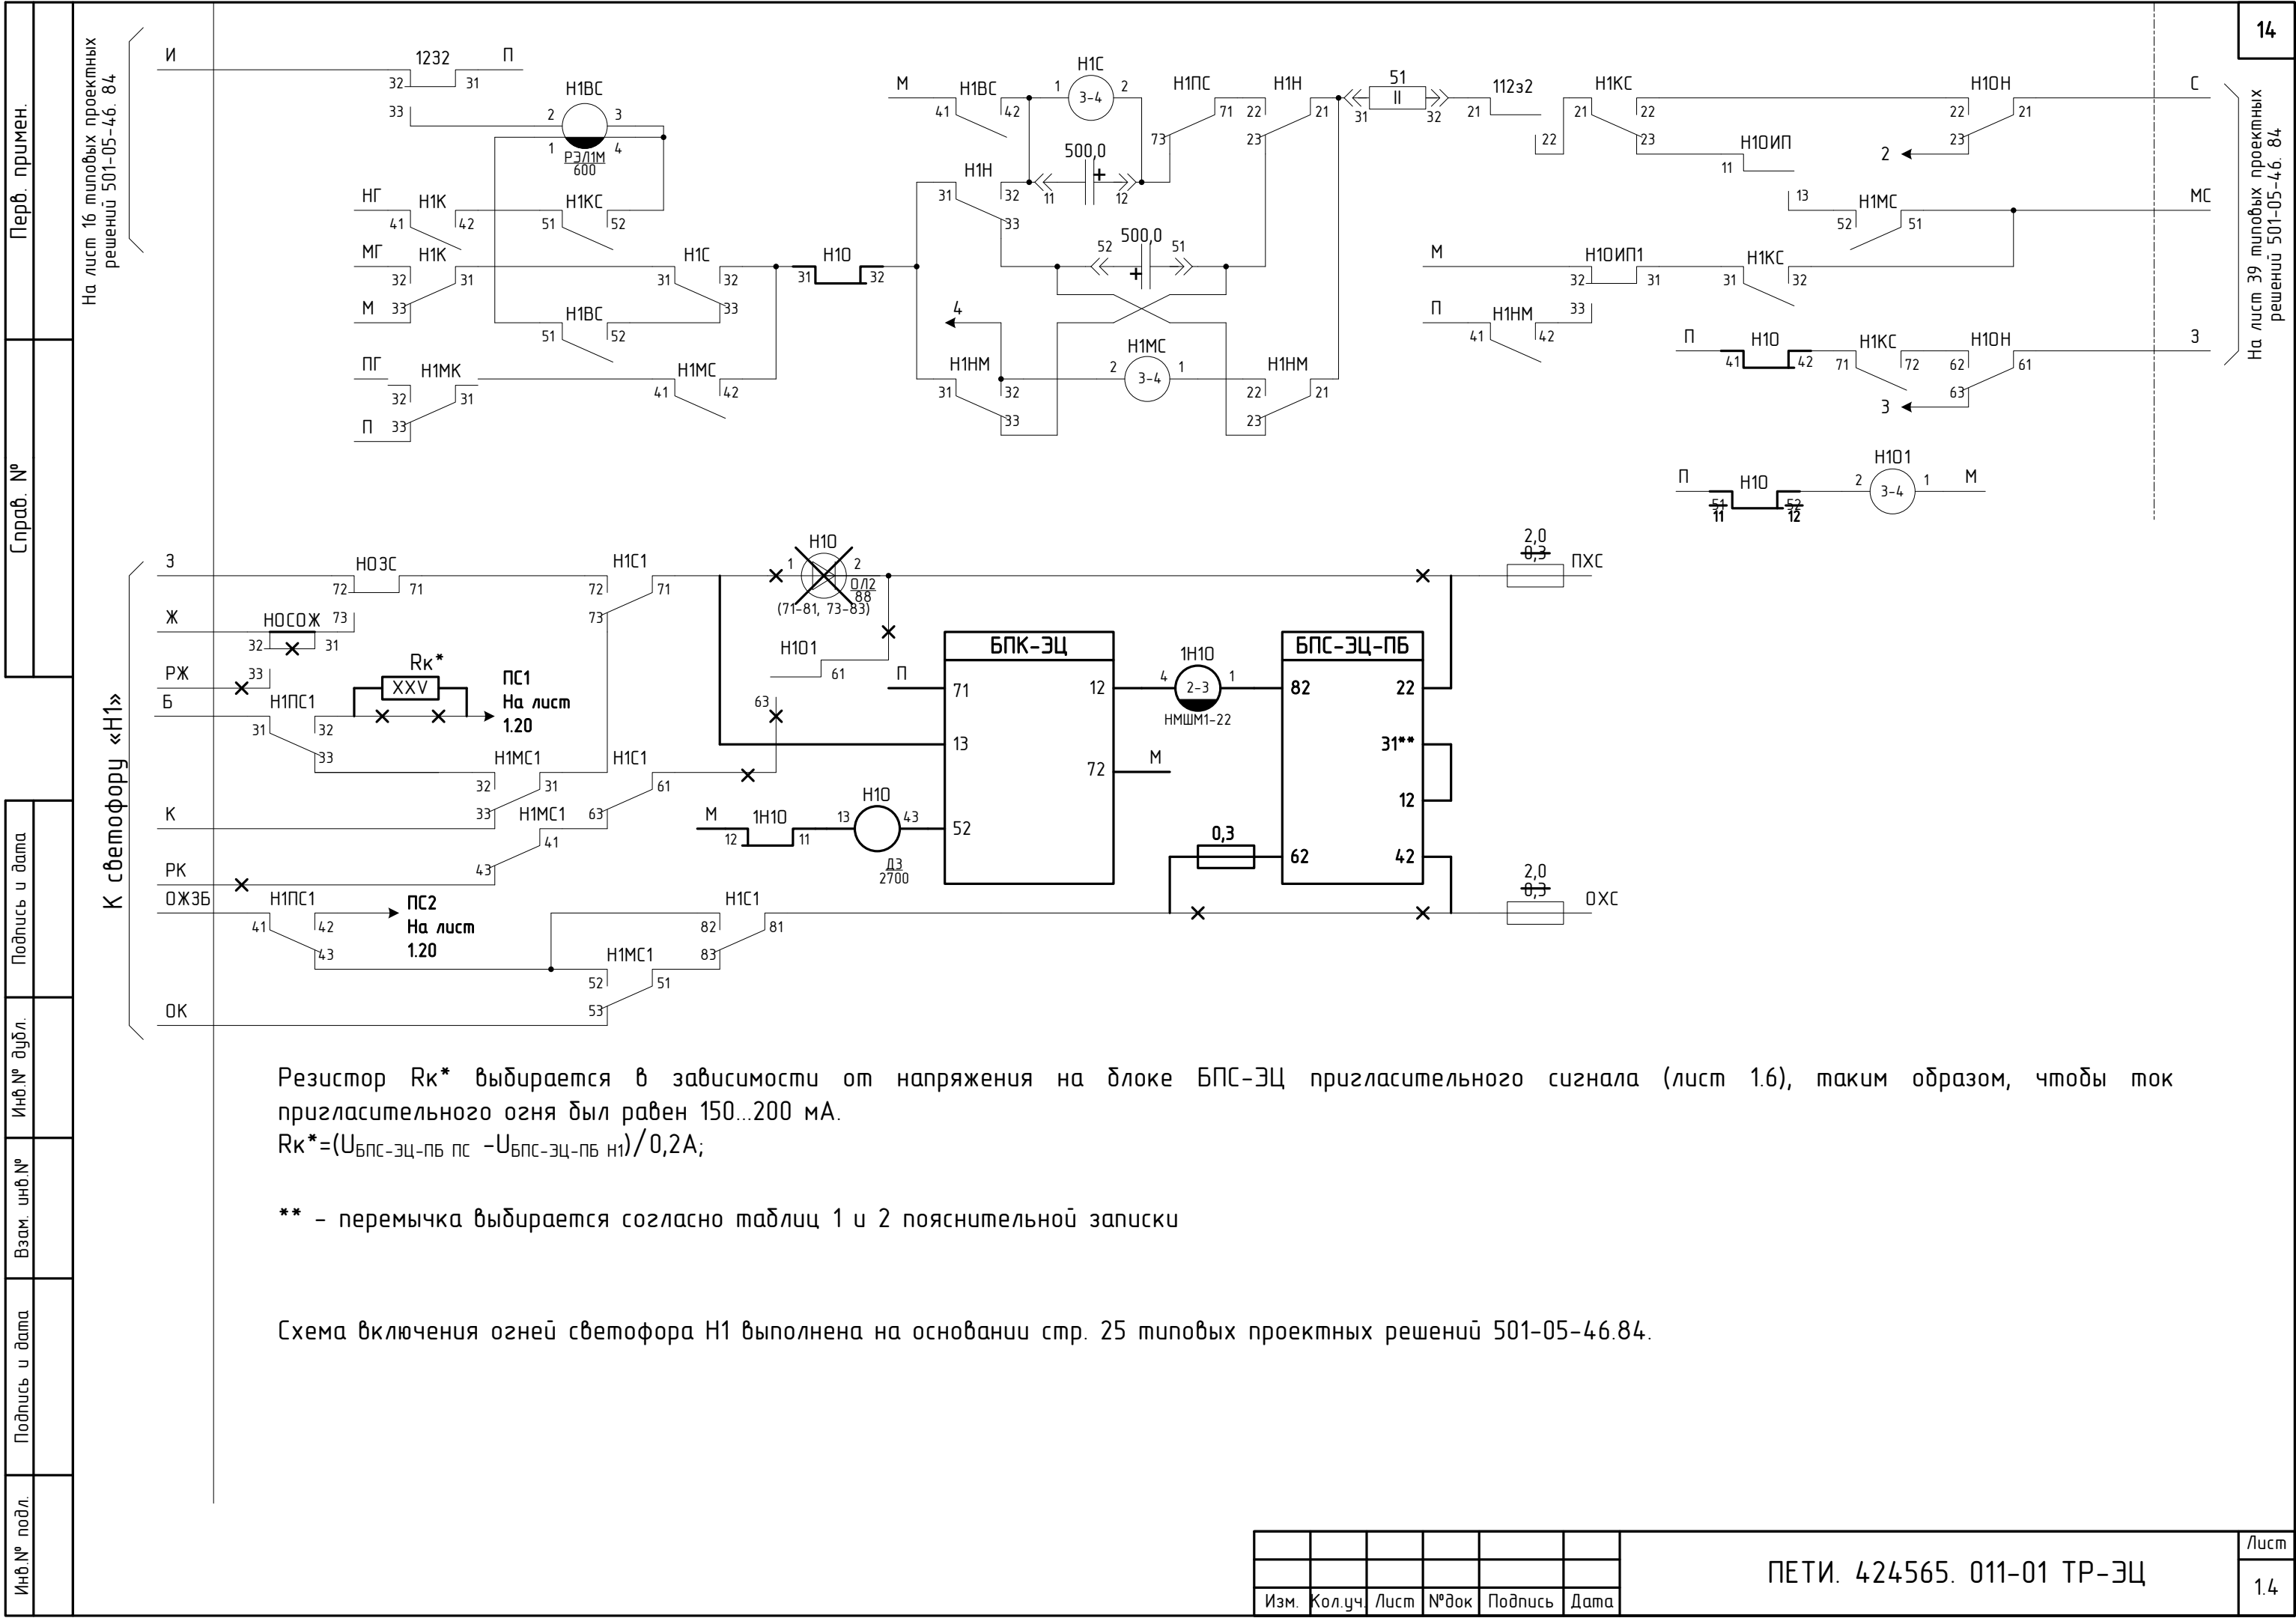 14
Перв. примен.
Справ. №
Подпись и дата
Инв.№ дубл.
Взам. инв.№
Подпись и дата
Инв.№ подл.
На лист 16 типовых проектных
решений 501-05-46. 84
И
1232
П
32
31
33
Н1ВС
2
3
1
4
РЭЛ1М
600
НГ
Н1К
41
42
Н1КС
51
52
МГ
Н1К
32
31
М
33
Н1С
31
32
33
Н1ВС
51
52
ПГ
Н1МК
32
31
П
33
Н1МС
41
42
Н1О
31
32
М
Н1ВС
41
42
Н1С
1
3-4
2
Н1ПС
71
73
Н1Н
22
21
23
51
II
31
32
112з2
21
22
Н1КС
21
22
23
Н1ОН
22
21
23
С
2
Н1ОИП
11
13
Н1МС
52
51
МС
Н1Н
31
32
33
500,0
+
11
12
500,0
+
52
51
4
Н1НМ
31
32
33
Н1МС
2
3-4
1
Н1НМ
22
21
23
М
Н1ОИП1
32
31
33
Н1КС
31
32
П
Н1НМ
41
42
П
Н1О
41
42
Н1КС
71
72
Н1ОН
62
61
63
З
3
На лист 39 типовых проектных
решений 501-05-46. 84
П
Н1О
51
52
11
12
Н1О1
2
3-4
1
М
К светофору «Н1»
З
НОЗС
72
71
73
Н1С1
72
71
73
Н1О
1
2
ОЛ2
88
(71-81, 73-83)
2,0
0,3
ПХС
Ж
НОСОЖ
32
31
33
РЖ
Б
Н1ПС1
31
32
33
Rк*
XXV
ПС1
На лист
1.20
Н1О1
61
63
П
БПК-ЭЦ
71
12
13
72
52
М
1Н1О
4
2-3
1
НМШМ1-22
БПС-ЭЦ-ПБ
82
22
31**
12
62
42
0,3
Н1МС1
32
31
33
Н1С1
61
63
К
Н1МС1
41
43
РК
М
1Н1О
12
11
Н1О
13
43
Д3
2700
ОЖЗБ
Н1ПС1
41
42
43
ПС2
На лист
1.20
Н1С1
82
81
83
Н1МС1
52
51
53
ОК
2,0
0,3
ОХС
Резистор Rк* выбирается в зависимости от напряжения на блоке БПС-ЭЦ пригласительного сигнала (лист 1.6), таким образом, чтобы ток
пригласительного огня был равен 150...200 мА.
Rк*=(UБПС-ЭЦ-ПБ ПС -UБПС-ЭЦ-ПБ Н1)/0,2А;
** - перемычка выбирается согласно таблиц 1 и 2 пояснительной записки
Схема включения огней светофора Н1 выполнена на основании стр. 25 типовых проектных решений 501-05-46.84.
Изм.
Кол.уч.
Лист
№док
Подпись
Дата
ПЕТИ. 424565. 011-01 ТР-ЭЦ
Лист
1.4